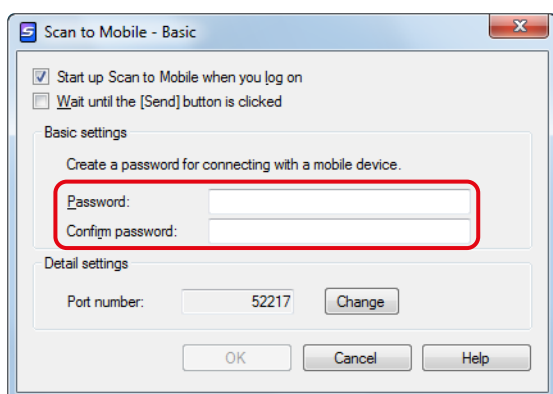 Scan to Mobile - Basic
Start up Scan to Mobile when you log on
Wait until the [Send] button is clicked
Basic settings
Create a password for connecting with a mobile device.
Password:
Confirm password:
Detail settings
Port number: 52217 Change
OK Cancel Help